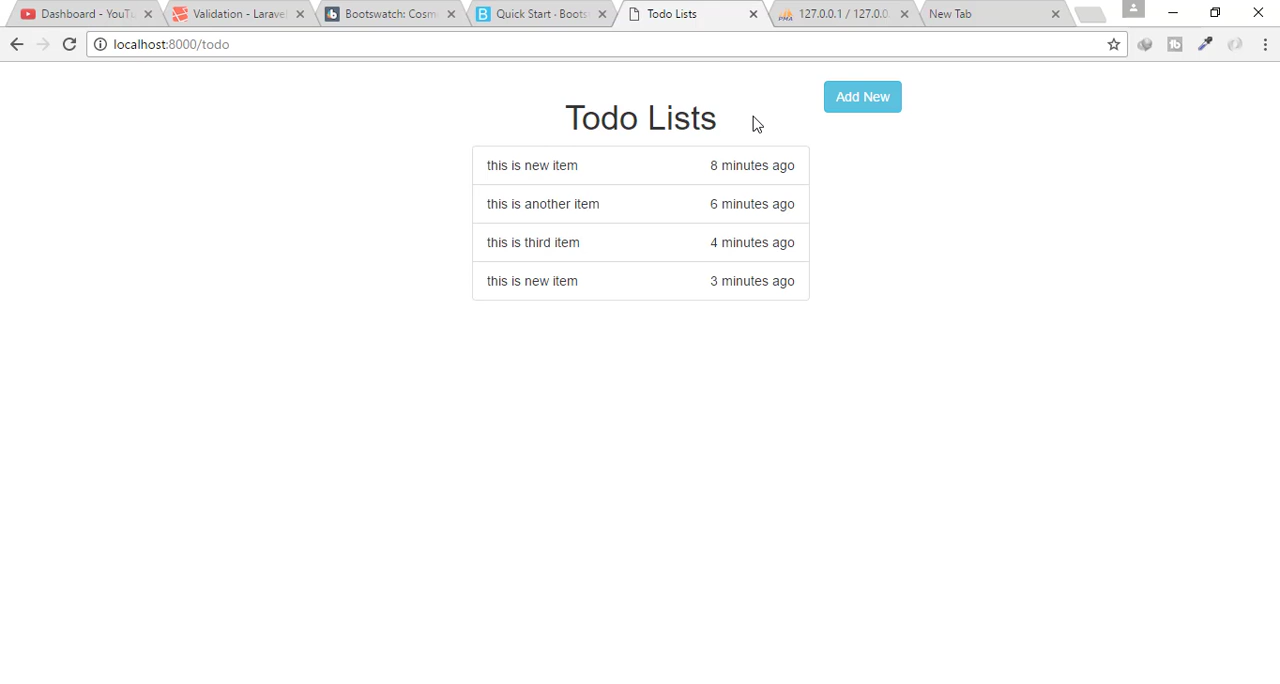 Dashboard - YouTu
Validation - Laravel
Bootswatch: Cosm
Quick Start · Boots
Todo Lists
127.0.0.1 / 127.0.0.
New Tab
localhost:8000/todo
Add New
Todo Lists
this is new item 8 minutes ago
this is another item 6 minutes ago
this is third item 4 minutes ago
this is new item 3 minutes ago